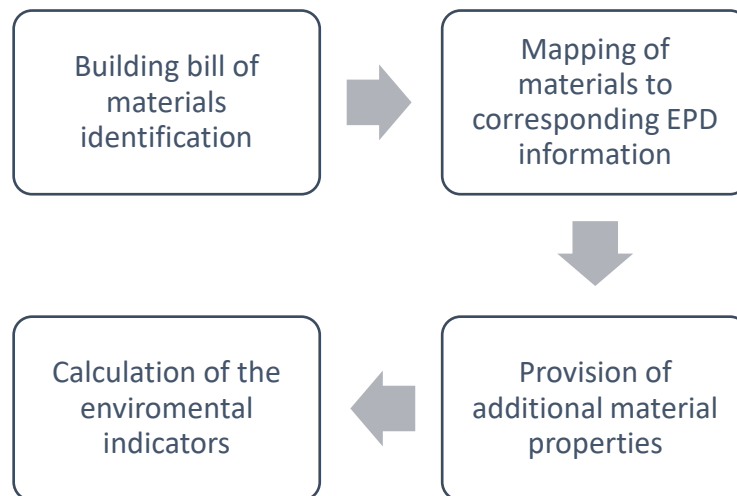 Building bill of
materials
identification
Mapping of
materials to
corresponding EPD
information
Provision of
additional material
properties
Calculation of the
enviromental
indicators